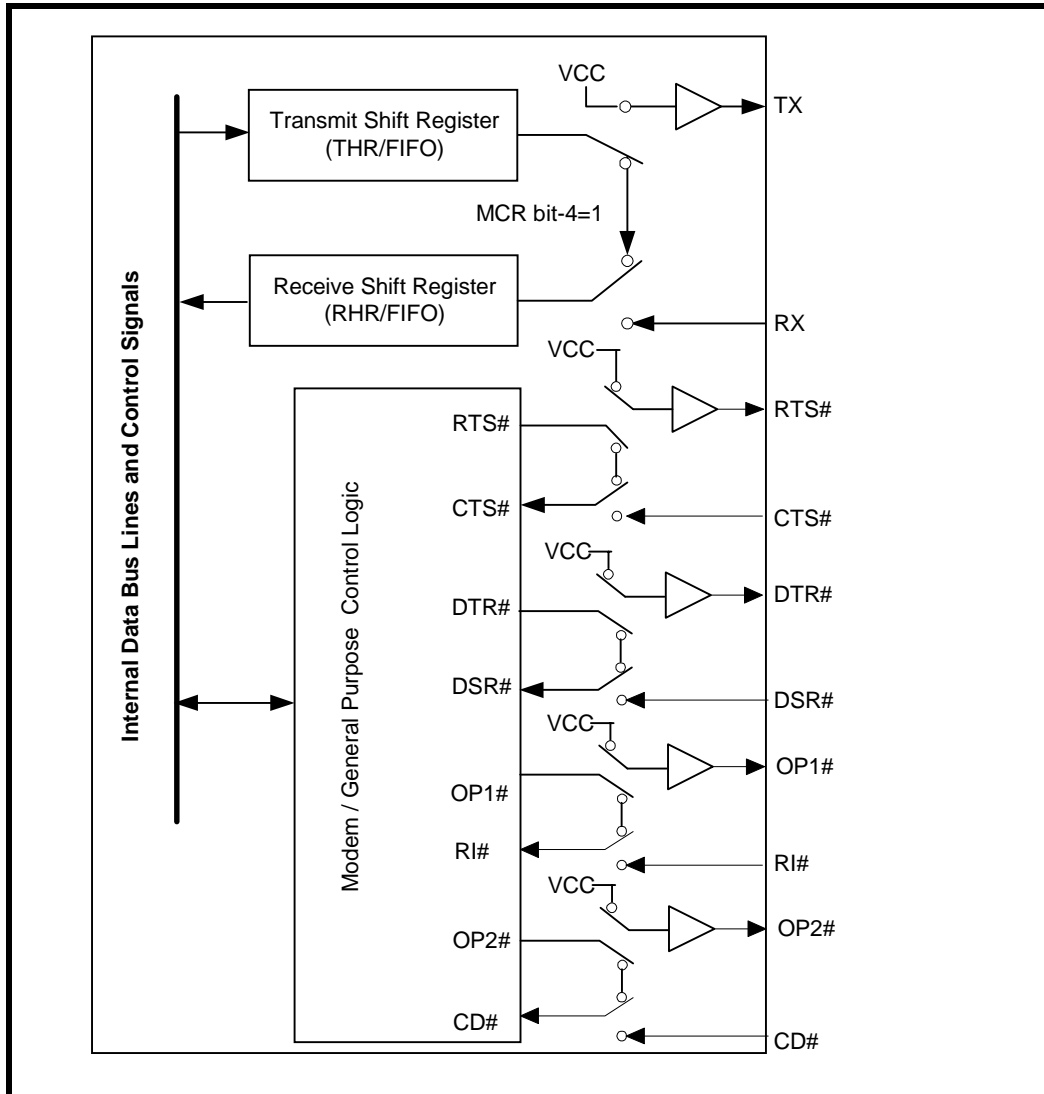 VCC
TX
Transmit Shift Register
(THR/FIFO)
MCR bit-4=1
Receive Shift Register
(RHR/FIFO)
RX
VCC
RTS#
RTS#
CTS#
CTS#
VCC
DTR#
DTR#
DSR#
DSR#
VCC
OP1#
OP1#
RI#
RI#
VCC
OP2#
OP2#
CD#
CD#
Internal Data Bus Lines and Control Signals
Modem / General Purpose Control Logic